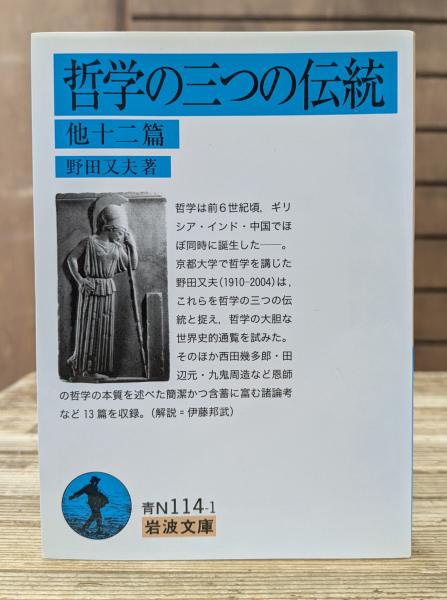 哲学の三つの伝統
他十二篇
野田又夫著
哲学は前6世紀頃，ギリ
シア・インド・中国でほ
ぼ同時に誕生した――。
京都大学で哲学を講じた
野田又夫(1910-2004)は，
これらを哲学の三つの伝
統と捉え，哲学の大胆な
世界史的通覧を試みた。
そのほか西田幾多郎・田
辺元・九鬼周造など恩師
の哲学の本質を述べた簡潔かつ含蓄に富む諸論考
など13篇を収録。（解説＝伊藤邦武）
青N114-1
岩波文庫